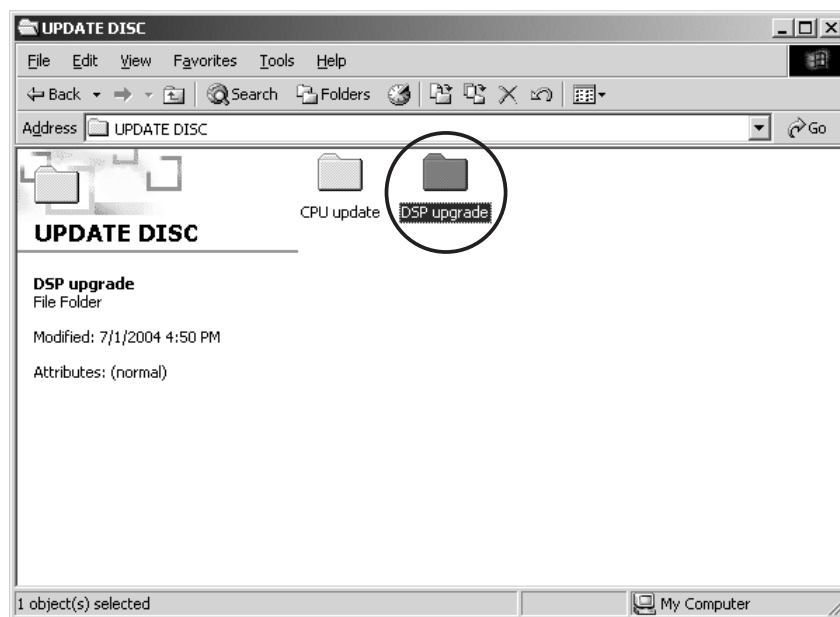 UPDATE DISC
File Edit View Favorites Tools Help
Back Search Folders
Address UPDATE DISC Go
CPU update DSP upgrade
UPDATE DISC
DSP upgrade
File Folder
Modified: 7/1/2004 4:50 PM
Attributes: (normal)
1 object(s) selected My Computer